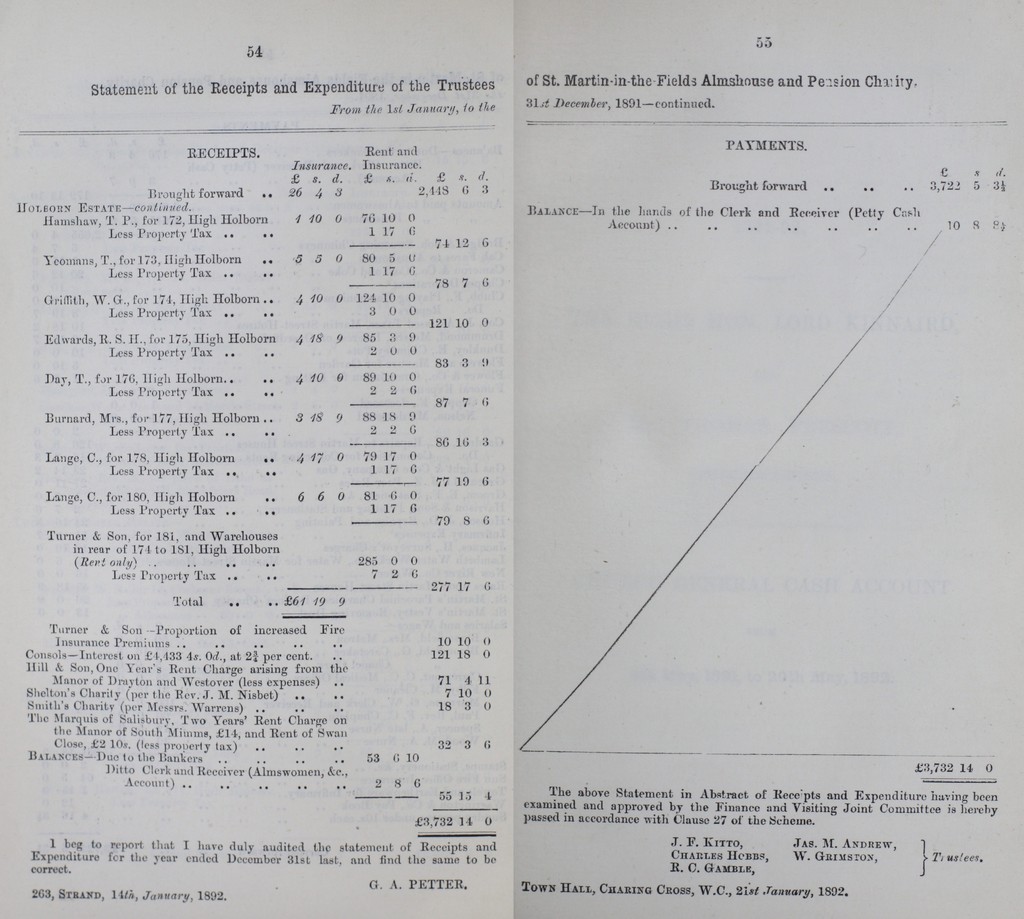 54
Statement of the Receipts and Expenditure of the Trustees
From the 1st January, to the
RECEIPTS.
Rent and
Insurance. Insurance.
£ s. d. £ s. d. £ s. d.
Brought forward .. 26 4 3 2,448 6 3
HOLBORN ESTATE—continued.
Hamshaw, T. P., for 172, High Holborn 4 10 0 76 10 0
Less Property Tax .. .. 1 17 6
74 12 6
Yeomans, T., for 173, High Holborn .. 5 5 0 80 5 0
Less Property Tax .. .. 1 17 6
78 7 6
Griffith, W. G., for 174, High Holborn .. 4 10 0 124 10 0
Less Property Tax .. .. 3 0 0
121 10 0
Edwards, R. S. H., for 175, High Holborn 4 18 9 85 3 9
Less Property Tax .. .. 2 0 0
83 3 9
Day, T., for 176, High Holborn.. .. 4 10 0 89 10 0
Less Property Tax .. .. 2 2 6
87 7 6
Burnard, Mrs., for 177, High Holborn .. 3 18 9 88 18 9
Less Property Tax .. .. 2 2 6
86 16 3
Lange, C., for 178, High Holborn .. 4 17 0 79 17 0
Less Property Tax .. .. 1 17 6
77 19 6
Lange, C., for 180, High Holborn .. 6 6 0 81 6 0
Less Property Tax .. .. 1 17 6
79 8 6
Turner & Son, for 181, and Warehouses
in rear of 174 to 181, High Holborn
(Rent only) .. .. .. .. 285 0 0
Less Property Tax .. .. 7 2 6
277 17 6
Total .. .. £61 19 9
Turner & Son—Proportion of increased Fire
Insurance Premiums .. .. .. .. .. 10 10 0
Consols—Interest on £4,433 4s. 0d., at 2¾ per cent. .. 121 18 0
Hill & Son, One Year's Rent Charge arising from the
Manor of Drayton and Westover (less expenses) .. 71 4 11
Shelton's Charity (per the Rev. J. M. Nisbet) .. .. 7 10 0
Smith's Charity (per Messrs. Warrens) .. .. .. 18 3 0
The Marquis of Salisbury, Two Years' Rent Charge on
the Manor of South Mimms, £14, and Rent of Swan
Close, £2 10s. (less property tax) .. .. .. 32 3 6
BALANCES—Due to the Bankers .. .. .. .. 53 6 10
Ditto Clerk and Receiver (Almswomen, &c.,
Account) .. .. .. .. .. 2 8 6
55 15 4
£3,732 14 0
I beg to report that I have duly audited the statement of Receipts and
Expenditure for the year ended December 31st last, and find the same to be
correct.
G. A. PETTER.
263, STRAND, 14th, January, 1892.
55
of St. Martin-in-the-Fields Almshouse and Pension Charity,
31st December, 1891—continued.
PAYMENTS.
£ s d.
Brought forward .. .. .. 3,722 5 3½
BALANCE—In the hands of the Clerk and Receiver (Petty Cash
Account) .. .. .. .. .. .. .. 10 8 8½
£3,732 14 0
The above Statement in Abstract of Receipts and Expenditure having been
examined and approved by the Finance and Visiting Joint Committee is hereby
passed in accordance with Clause 27 of the Scheme.
J. F. KITTO, JAS. M. ANDREW,
CHARLES HOBBS, W. GRIMSTON, } Trustees.
R. C. GAMBLE,
TOWN HALL, CHARING CROSS, W.C., 21st January, 1892.